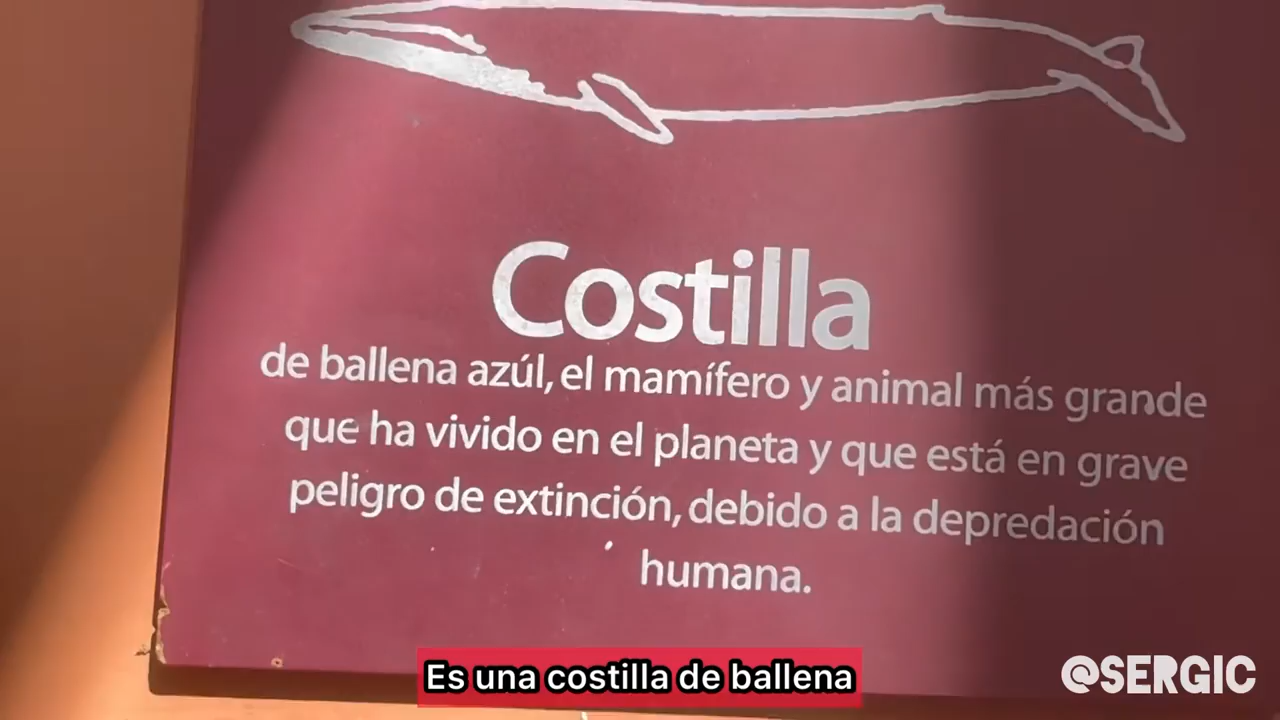 Costilla
de ballena azúl, el mamífero y animal más grande
que ha vivido en el planeta y que está en grave
peligro de extinción, debido a la depredación
humana.
Es una costilla de ballena
@SERGIC